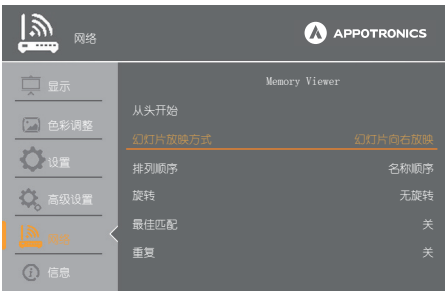 网络
APPOTRONICS
显示
色彩调整
设置
高级设置
网络
信息
Memory Viewer
从头开始
幻灯片放映方式 幻灯片向右放映
排列顺序 名称顺序
旋转 无旋转
最佳匹配 关
重复 关